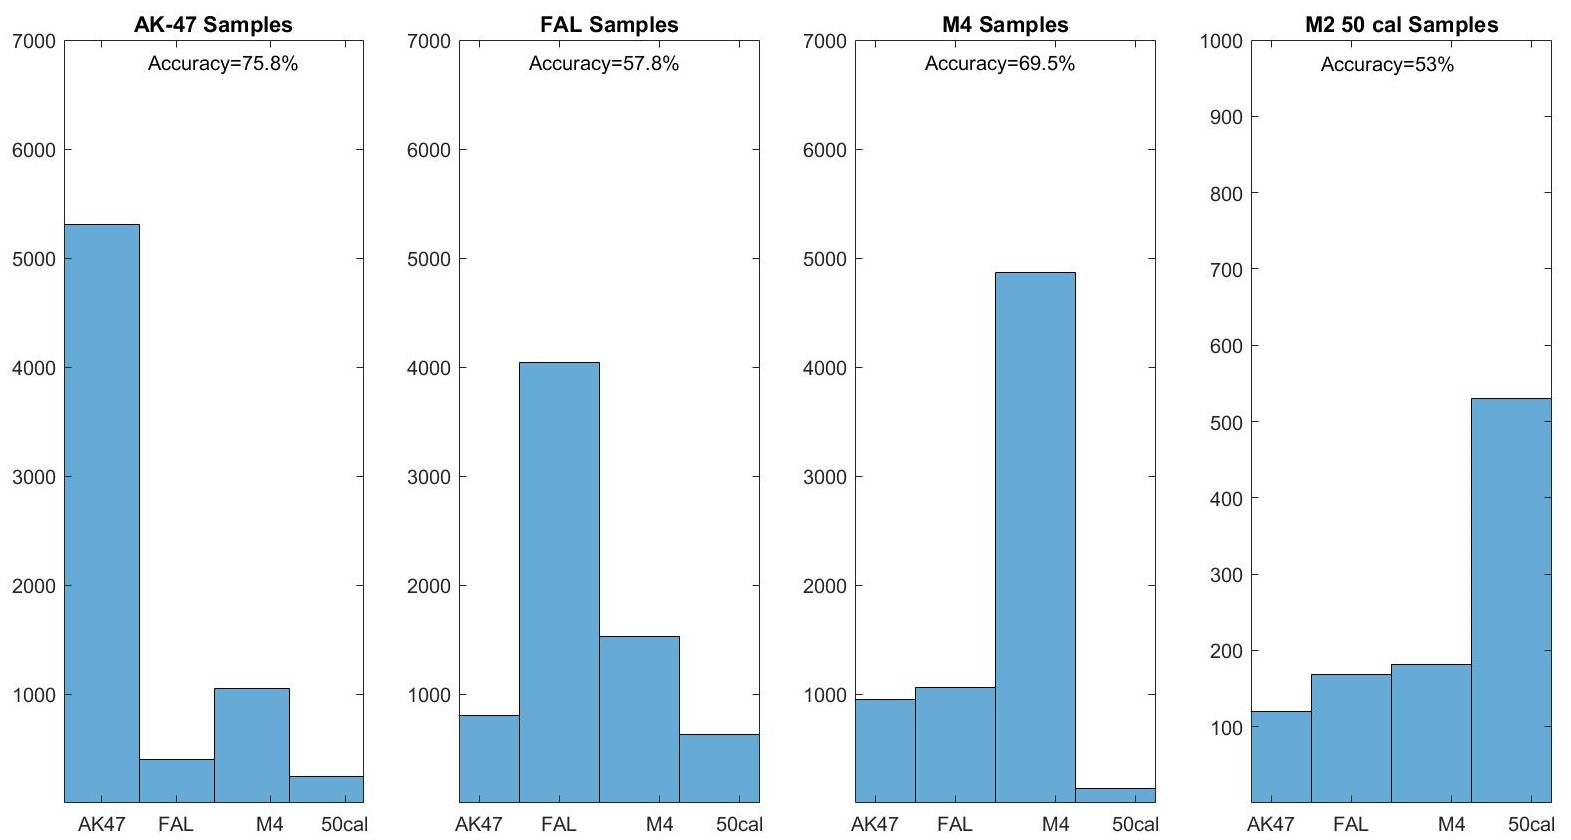 AK-47 Samples
Accuracy=75.8%
7000
6000
5000
4000
3000
2000
1000
AK47 FAL M4 50cal
FAL Samples
Accuracy=57.8%
7000
6000
5000
4000
3000
2000
1000
AK47 FAL M4 50cal
M4 Samples
Accuracy=69.5%
7000
6000
5000
4000
3000
2000
1000
AK47 FAL M4 50cal
M2 50 cal Samples
Accuracy=53%
1000
900
800
700
600
500
400
300
200
100
AK47 FAL M4 50cal